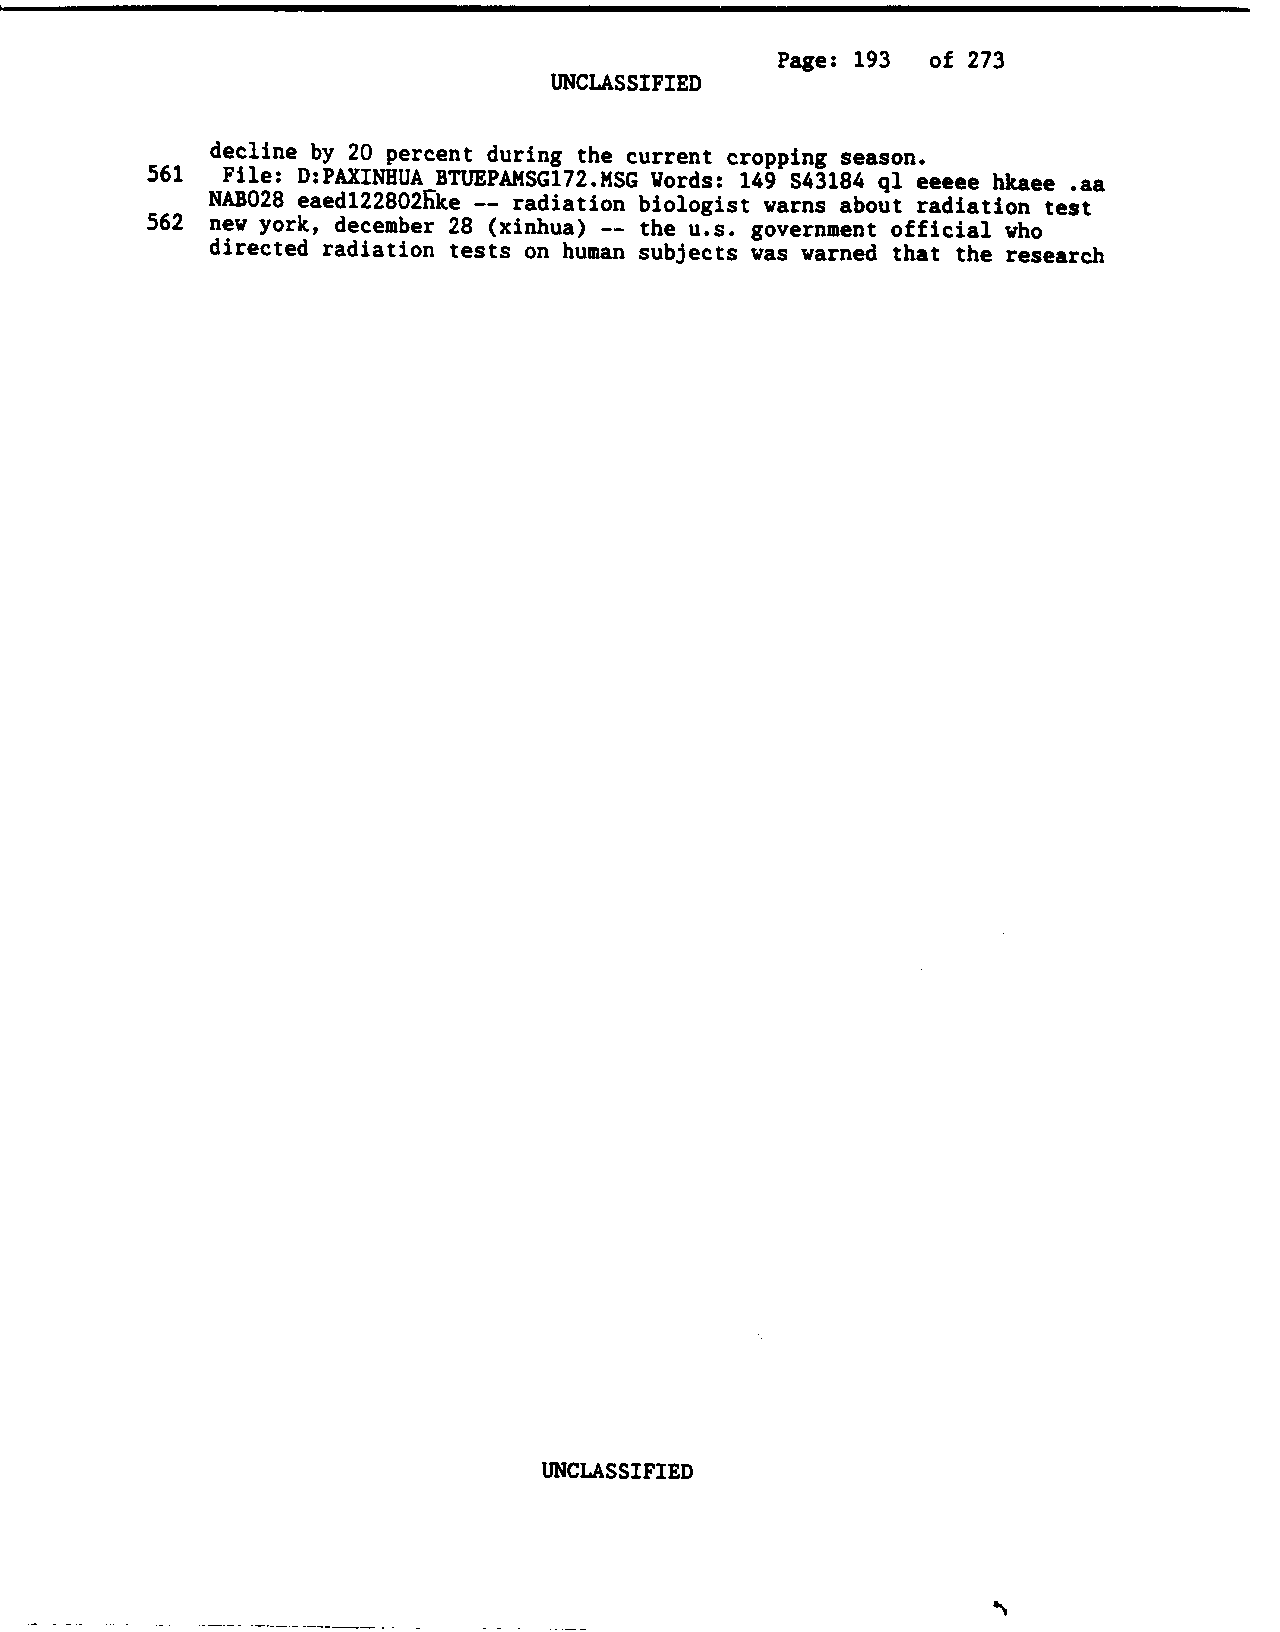 Page: 193 of 273
UNCLASSIFIED
decline by 20 percent during the current cropping season.
561 File: D:PAXINHUA_BTUEPAMSG172.MSG Words: 149 S43184 ql eeeee hkaee .aa
NAB028 eaed122802hke -- radiation biologist warns about radiation test
562 new york, december 28 (xinhua) -- the u.s. government official who
directed radiation tests on human subjects was warned that the research
UNCLASSIFIED